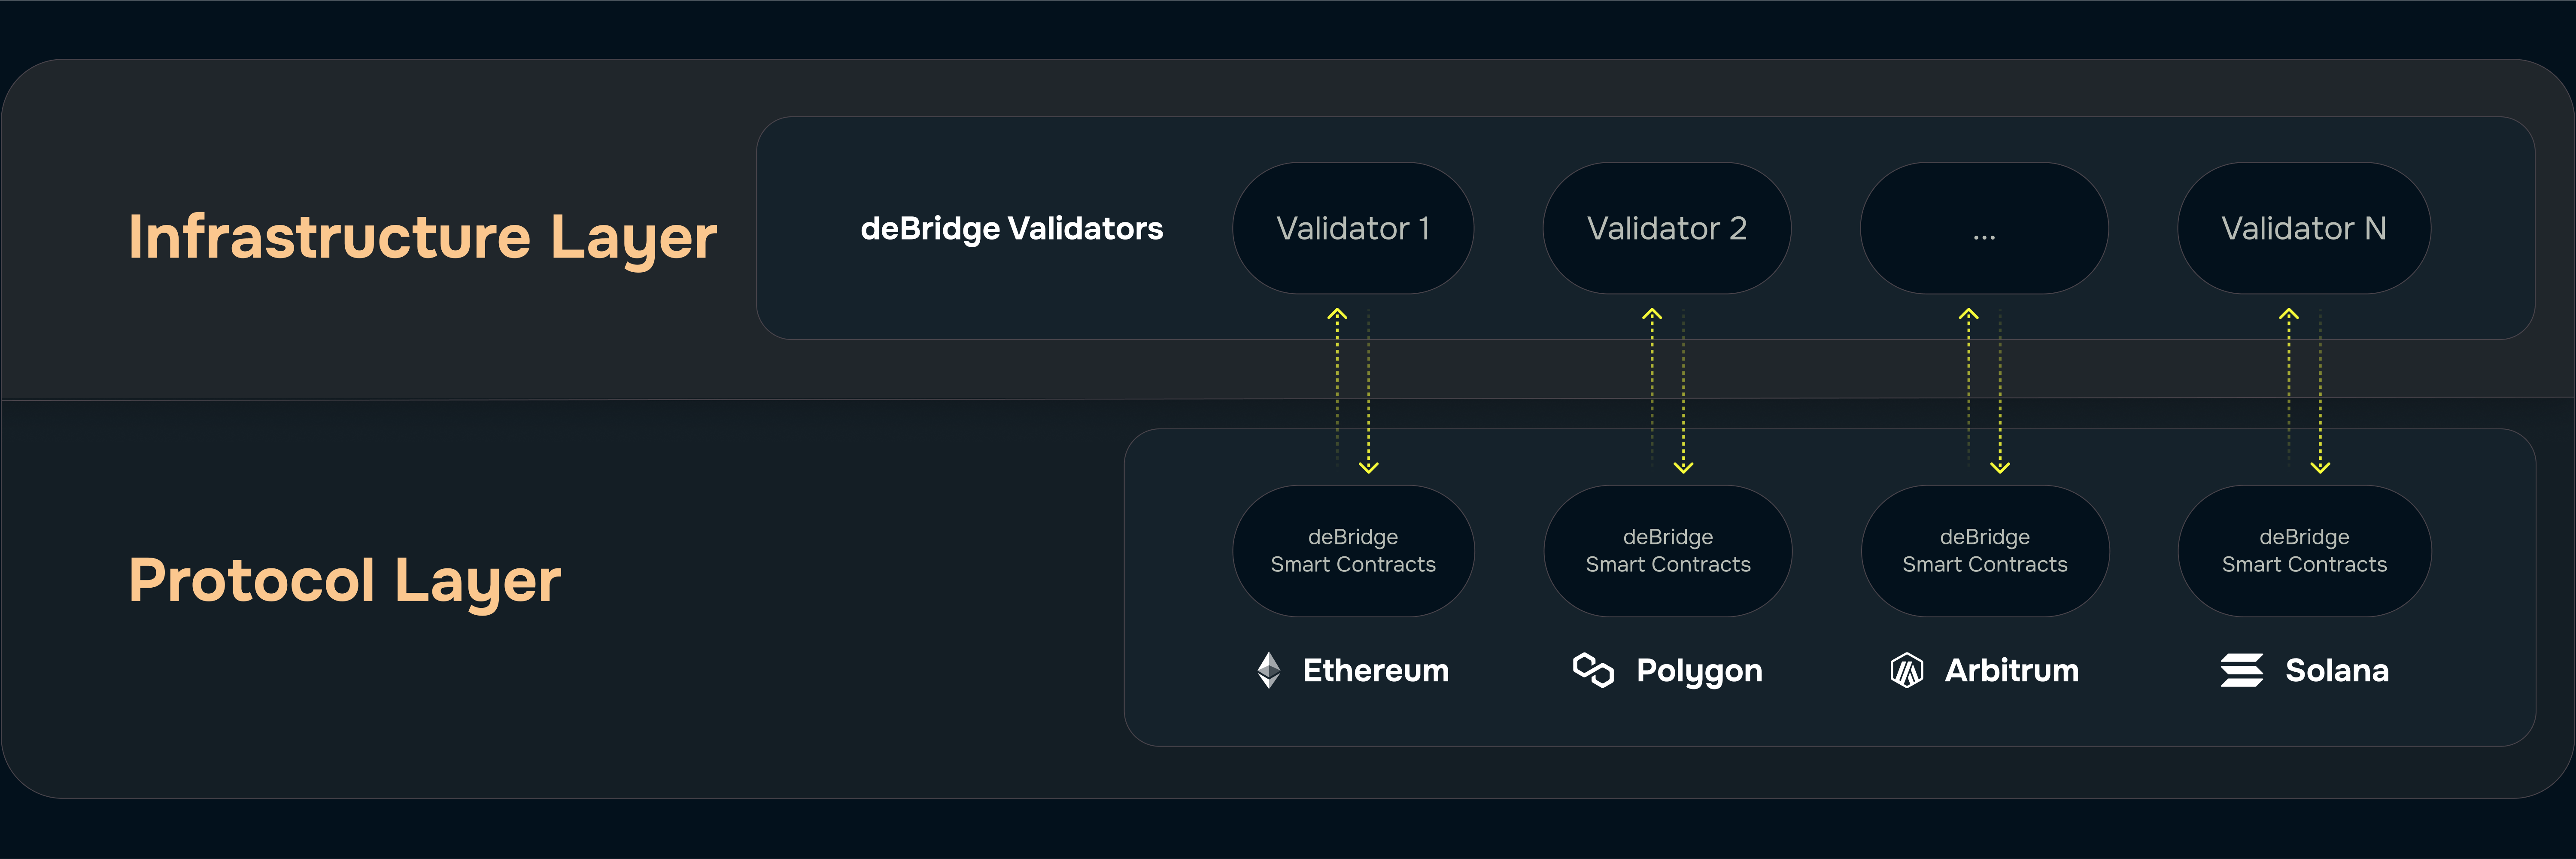 Infrastructure Layer
deBridge Validators
Validator 1
Validator 2
...
Validator N
Protocol Layer
deBridge
Smart Contracts
deBridge
Smart Contracts
deBridge
Smart Contracts
deBridge
Smart Contracts
Ethereum
Polygon
Arbitrum
Solana